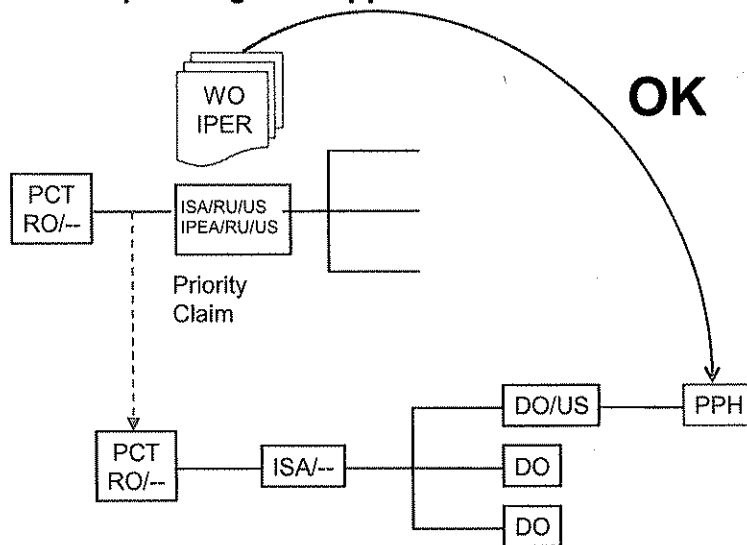 OK
WO
IPER
PCT
RO/--
ISA/RU/US
IPEA/RU/US
Priority
Claim
DO/US
PPH
PCT
RO/--
ISA/--
DO
DO